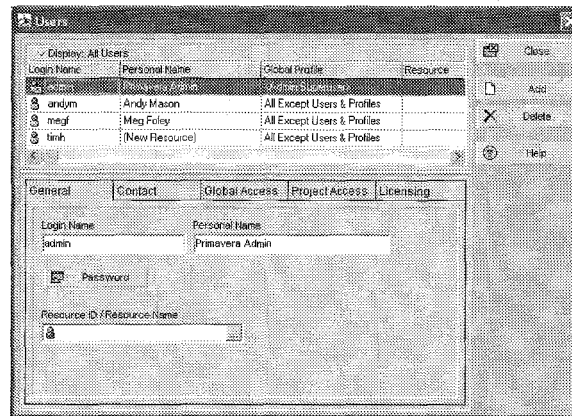 Users
Display: All Users
Login Name Personal Name Global Profile Resource
admin Primavera Admin Admin Superuser
andym Andy Mason All Except Users & Profiles
megf Meg Foley All Except Users & Profiles
timh (New Resource) All Except Users & Profiles
Close
Add
Delete
Help
General Contact Global Access Project Access Licensing
Login Name Personal Name
admin Primavera Admin
Password
Resource ID / Resource Name
...